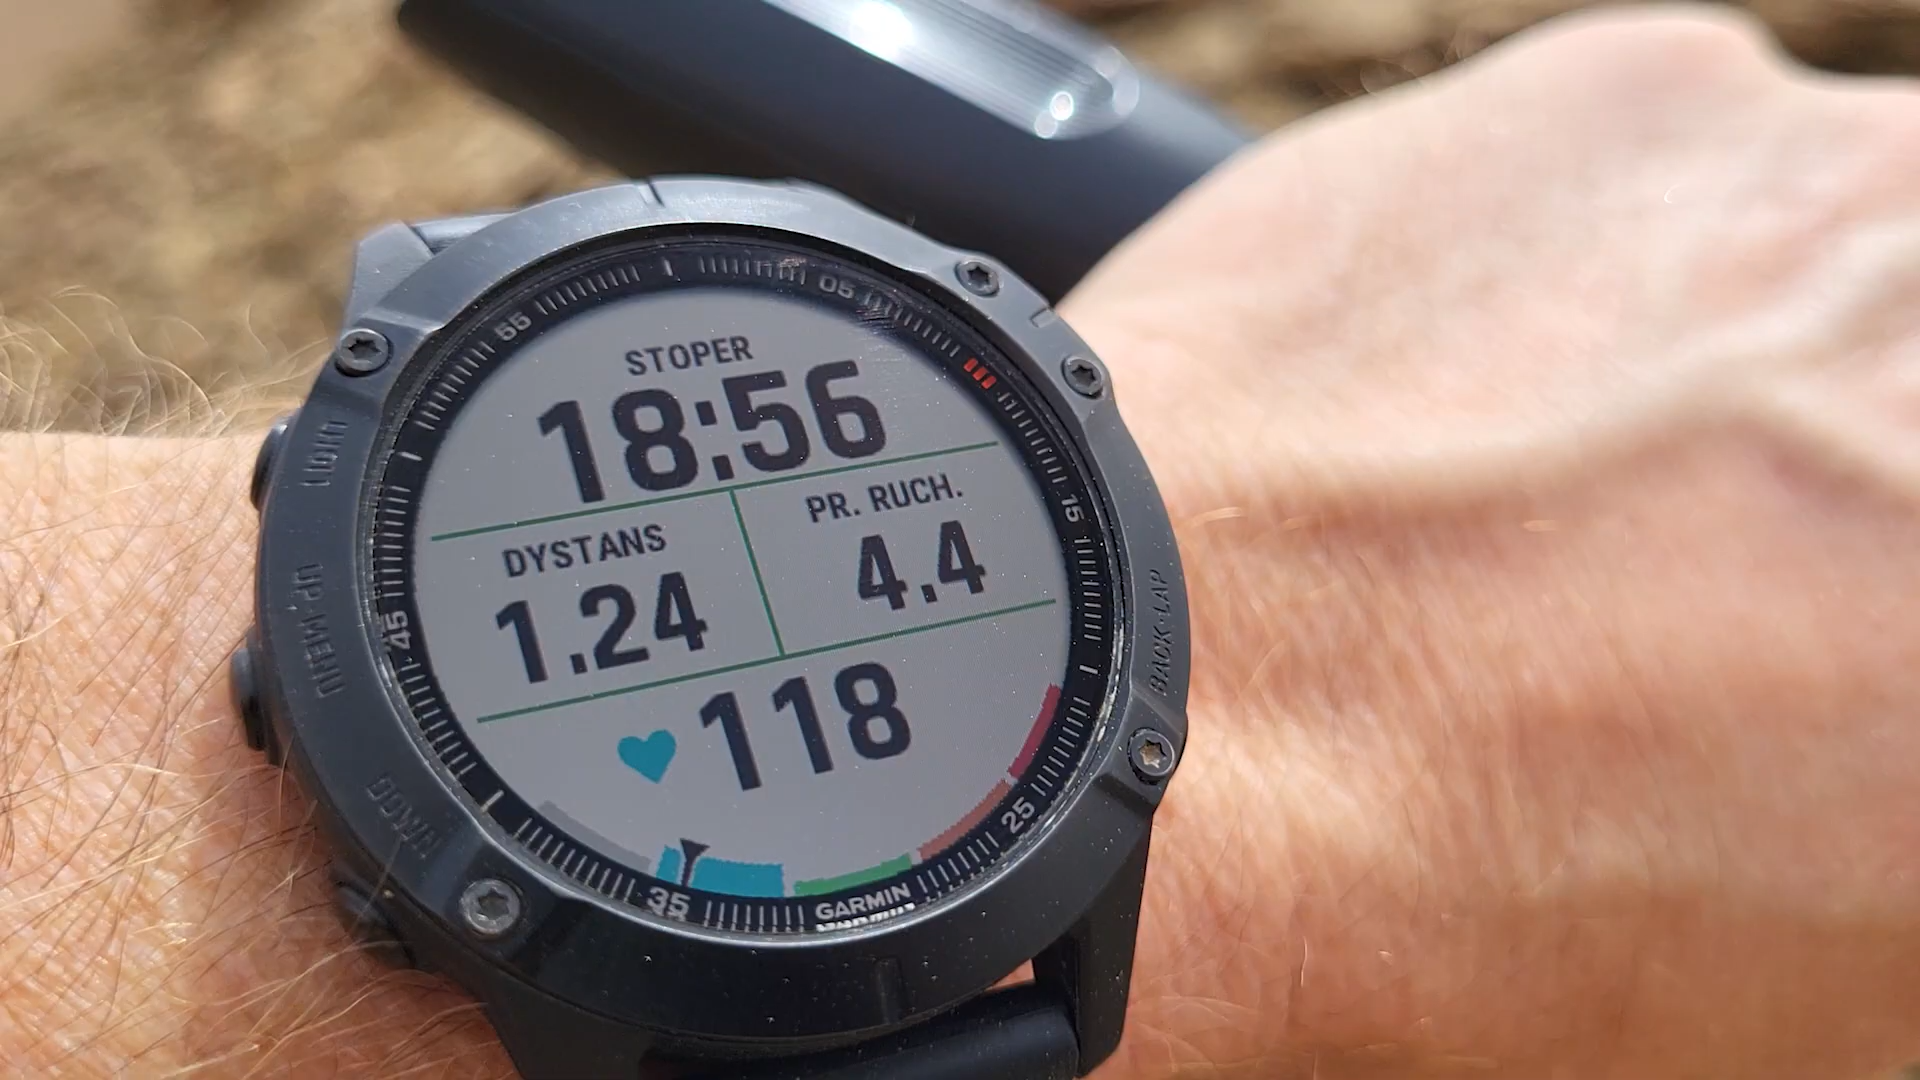 STOPER
18:56
DYSTANS
1.24
PR. RUCH.
4.4
118
55
05
15
25
35
45
GARMIN
LIGHT
UP·MENU
DOWN
BACK·LAP